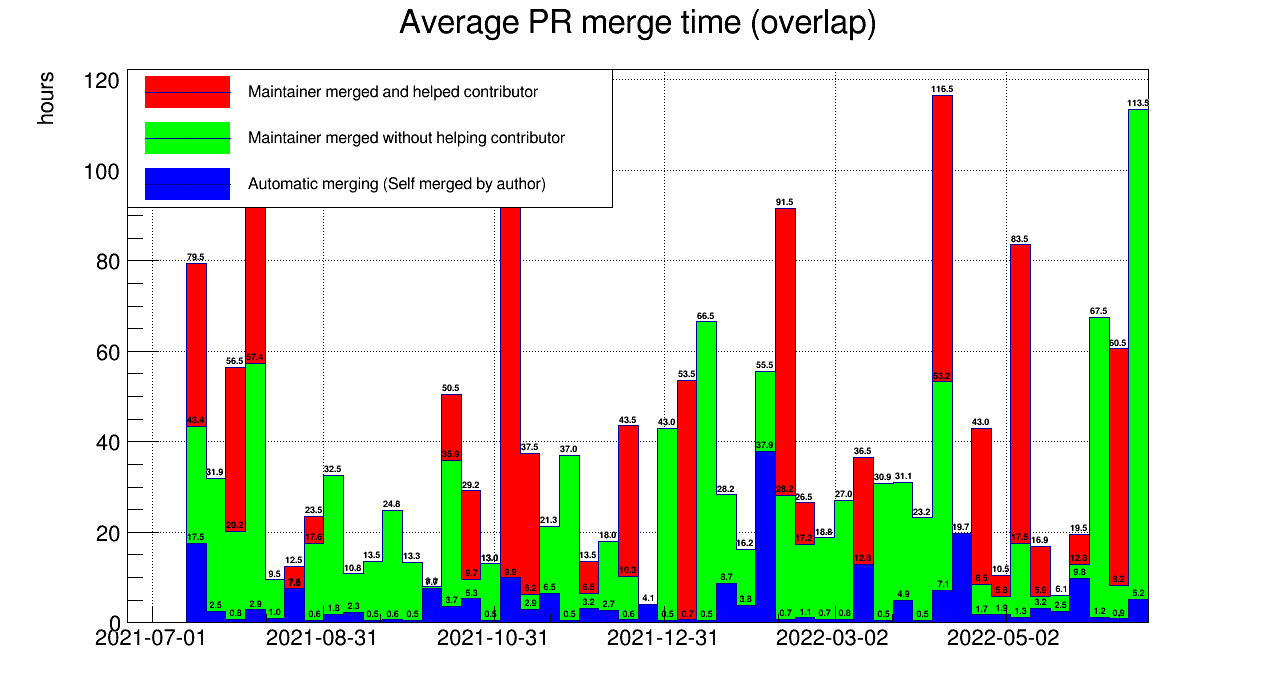 Average PR merge time (overlap)
hours
120
100
80
60
40
20
0
Maintainer merged and helped contributor
Maintainer merged without helping contributor
Automatic merging (Self merged by author)
79.5 43.4 17.5
31.9 2.5
56.5 20.2 0.8
57.4 2.9
9.5 1.0
12.5 7.6
23.5 17.6 0.6
32.5 1.8
10.8 2.3
13.5 0.5
24.8 0.6
13.3 0.5
7.7
50.5 35.9 3.7
29.2 9.7 5.3
13.0 0.5
9.9
37.5 6.2 2.9
21.3 6.5
37.0 0.5
13.5 6.5 3.2
18.0 2.7
43.5 10.3 0.6
4.1
43.0 0.5
53.5 0.7
66.5 0.5
28.2 8.7
16.2 3.8
55.5 37.9
91.5 28.2 0.7
26.5 17.2 1.1
18.8 0.7
27.0 0.8
36.5 12.8
30.9 0.5
31.1 4.9
23.2 0.5
116.5 53.2 7.1
19.7
43.0 8.5 1.7
10.5 5.8 1.9
83.5 17.5 1.3
16.9 5.9 3.2
6.1 2.5
19.5 12.8 9.8
67.5 1.2
60.5 8.2 0.9
113.5 5.2
2021-07-01 2021-08-31 2021-10-31 2021-12-31 2022-03-02 2022-05-02